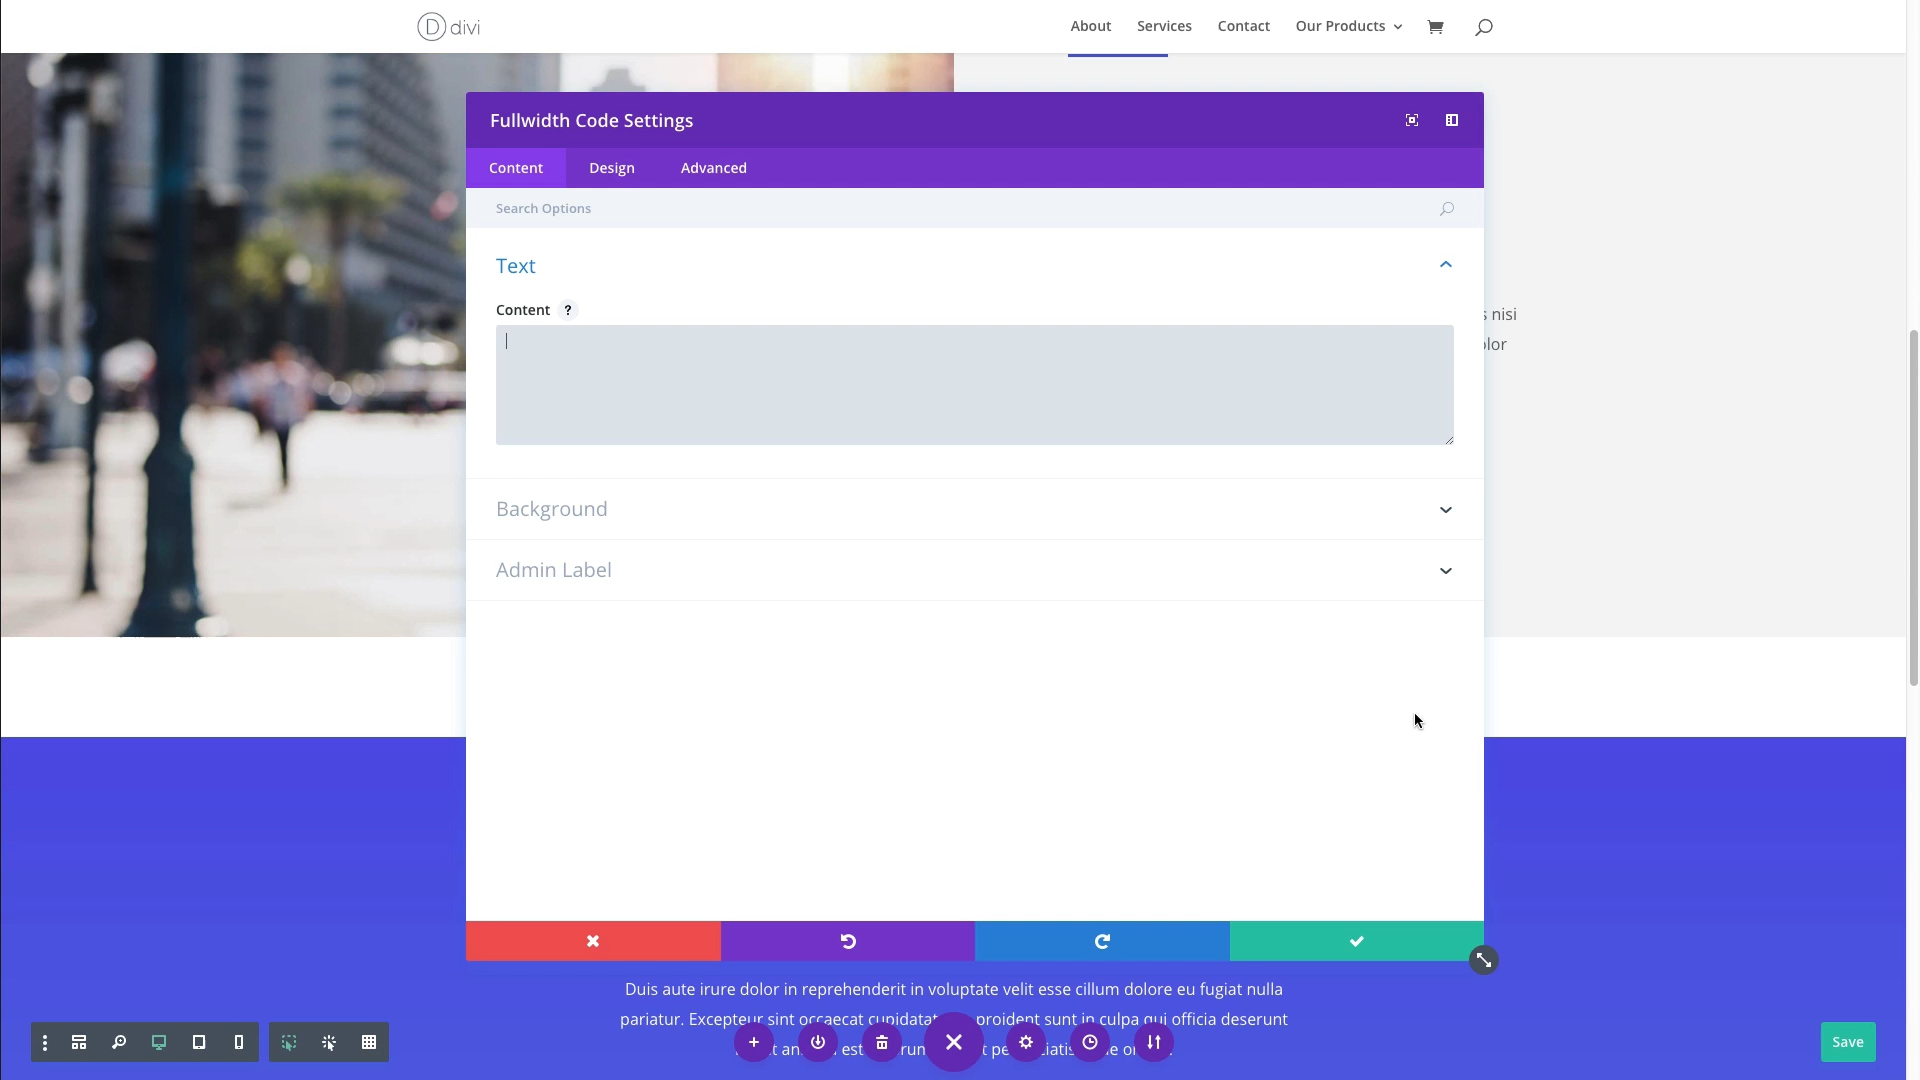 divi
About Services Contact Our Products
Fullwidth Code Settings
Content Design Advanced
Search Options
Text
Content ?
s nisi
olor
Background
Admin Label
Duis aute irure dolor in reprehenderit in voluptate velit esse cillum dolore eu fugiat nulla
pariatur. Excepteur sint occaecat cupidatat proident sunt in culpa qui officia deserunt
est
Save